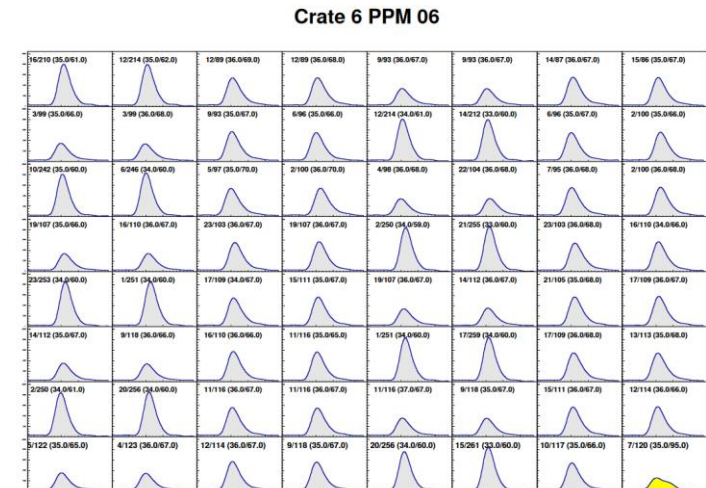 Crate 6 PPM 06
16/210 (35.0/61.0) 12/214 (35.0/62.0) 12/89 (36.0/69.0) 12/89 (36.0/68.0) 9/93 (36.0/67.0) 9/93 (36.0/67.0) 14/87 (36.0/67.0) 15/86 (35.0/67.0)
3/99 (35.0/66.0) 3/99 (36.0/68.0) 9/93 (35.0/67.0) 6/96 (35.0/66.0) 12/214 (34.0/61.0) 14/212 (33.0/60.0) 6/96 (35.0/67.0) 2/100 (35.0/66.0)
10/242 (35.0/60.0) 6/246 (34.0/60.0) 5/97 (35.0/70.0) 2/100 (36.0/70.0) 4/98 (36.0/68.0) 22/104 (36.0/68.0) 7/95 (36.0/68.0) 2/100 (36.0/68.0)
19/107 (35.0/66.0) 16/110 (36.0/67.0) 23/103 (36.0/67.0) 19/107 (36.0/67.0) 2/250 (34.0/59.0) 21/255 (33.0/60.0) 23/103 (36.0/68.0) 16/110 (34.0/66.0)
23/253 (34.0/60.0) 1/251 (34.0/60.0) 17/109 (34.0/67.0) 15/111 (35.0/67.0) 19/107 (36.0/67.0) 14/112 (36.0/67.0) 21/105 (35.0/68.0) 17/109 (36.0/67.0)
14/112 (35.0/67.0) 9/118 (36.0/66.0) 16/110 (36.0/67.0) 11/116 (35.0/65.0) 1/251 (34.0/60.0) 17/259 (34.0/60.0) 17/109 (36.0/68.0) 13/113 (35.0/68.0)
2/250 (34.0/61.0) 20/256 (34.0/60.0) 11/116 (36.0/67.0) 11/116 (36.0/67.0) 11/116 (37.0/67.0) 9/118 (35.0/67.0) 15/111 (36.0/67.0) 12/114 (36.0/66.0)
5/122 (35.0/65.0) 4/123 (36.0/67.0) 12/114 (36.0/67.0) 9/118 (35.0/67.0) 20/256 (34.0/60.0) 15/261 (33.0/60.0) 10/117 (35.0/66.0) 7/120 (35.0/95.0)